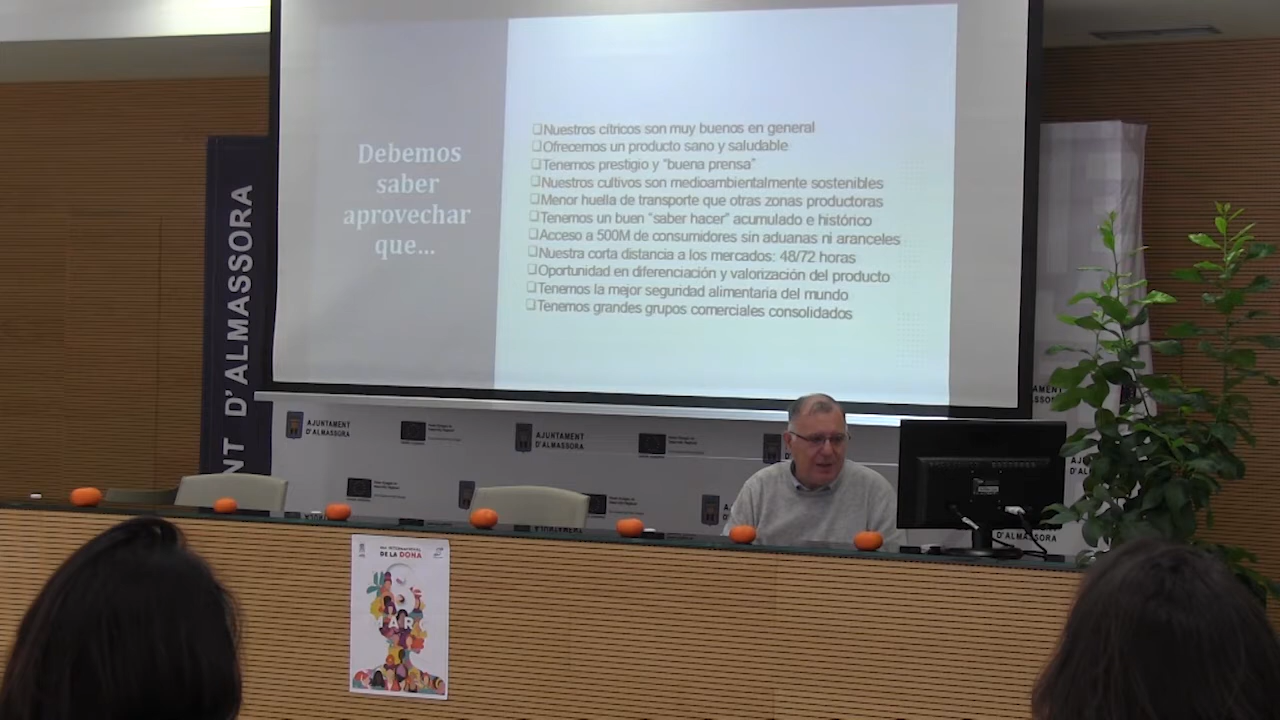 Debemos
saber
aprovechar
que...
❑Nuestros cítricos son muy buenos en general
❑Ofrecemos un producto sano y saludable
❑Tenemos prestigio y "buena prensa"
❑Nuestros cultivos son medioambientalmente sostenibles
❑Menor huella de transporte que otras zonas productoras
❑Tenemos un buen "saber hacer" acumulado e histórico
❑Acceso a 500M de consumidores sin aduanas ni aranceles
❑Nuestra corta distancia a los mercados: 48/72 horas
❑Oportunidad en diferenciación y valorización del producto
❑Tenemos la mejor seguridad alimentaria del mundo
❑Tenemos grandes grupos comerciales consolidados
NT D'ALMASSORA
AJUNTAMENT
D'ALMASSORA
AJUNTAMENT
D'ALMASSORA
D'ALMASSORA
DE LA DONA
8
MARÇ